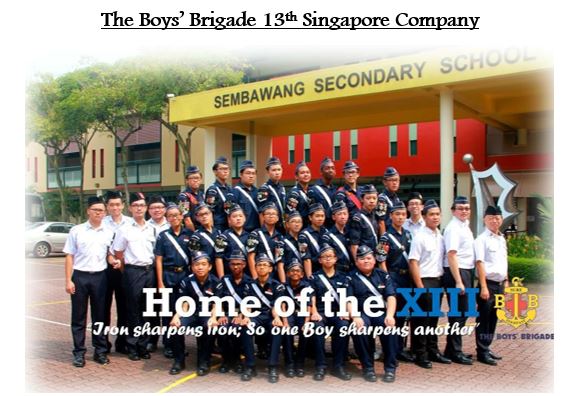 The Boys' Brigade 13th Singapore Company
SEMBAWANG SECONDARY SCHOOL
Home of the XIII
"Iron sharpens iron; So one Boy sharpens another"
SURE
B B
THE BOYS' BRIGADE